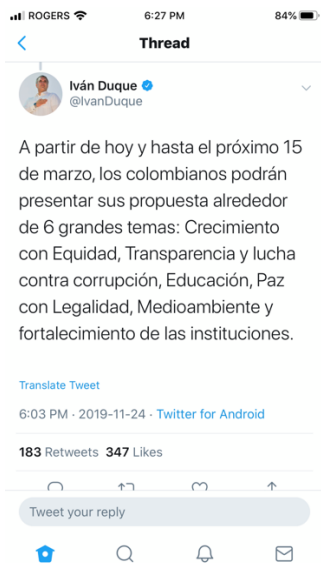 ROGERS 6:27 PM 84%
Thread
Iván Duque
@IvanDuque
A partir de hoy y hasta el próximo 15
de marzo, los colombianos podrán
presentar sus propuesta alrededor
de 6 grandes temas: Crecimiento
con Equidad, Transparencia y lucha
contra corrupción, Educación, Paz
con Legalidad, Medioambiente y
fortalecimiento de las instituciones.
Translate Tweet
6:03 PM · 2019-11-24 · Twitter for Android
183 Retweets 347 Likes
Tweet your reply